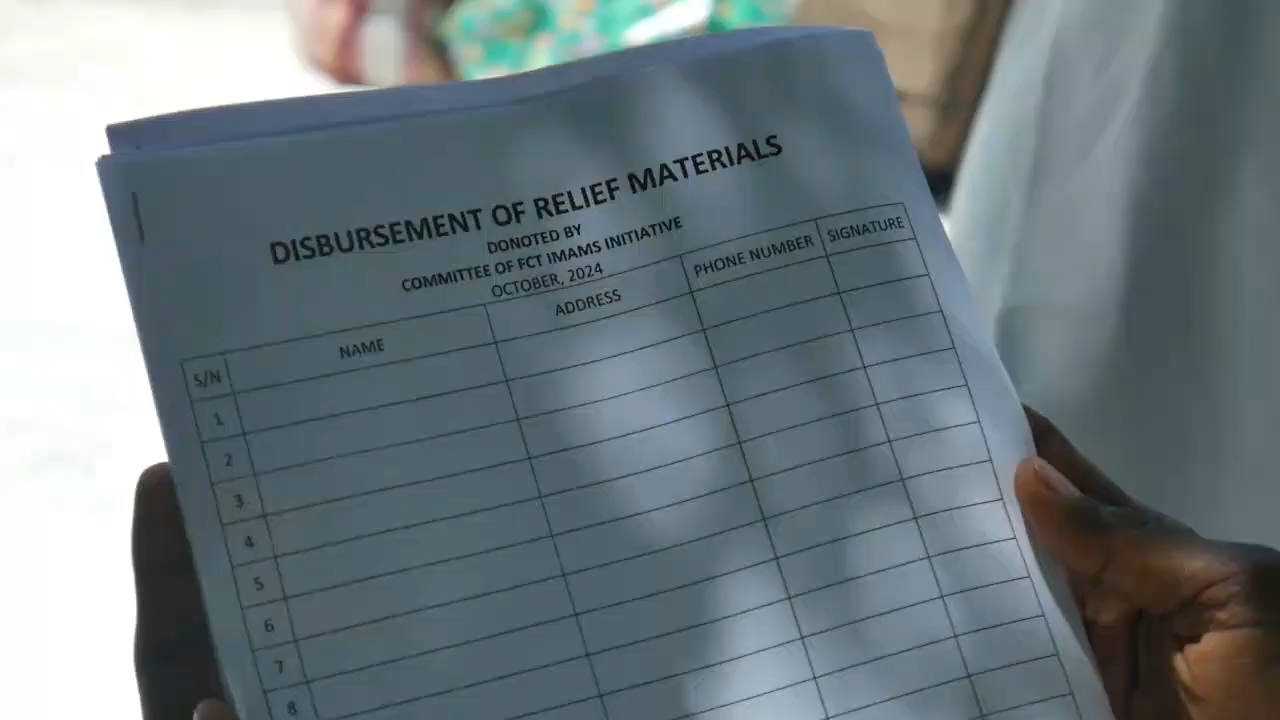 DISBURSEMENT OF RELIEF MATERIALS
DONOTED BY
COMMITTEE OF FCT IMAMS INITIATIVE
OCTOBER, 2024
S/N NAME ADDRESS PHONE NUMBER SIGNATURE
1
2
3
4
5
6
7
8